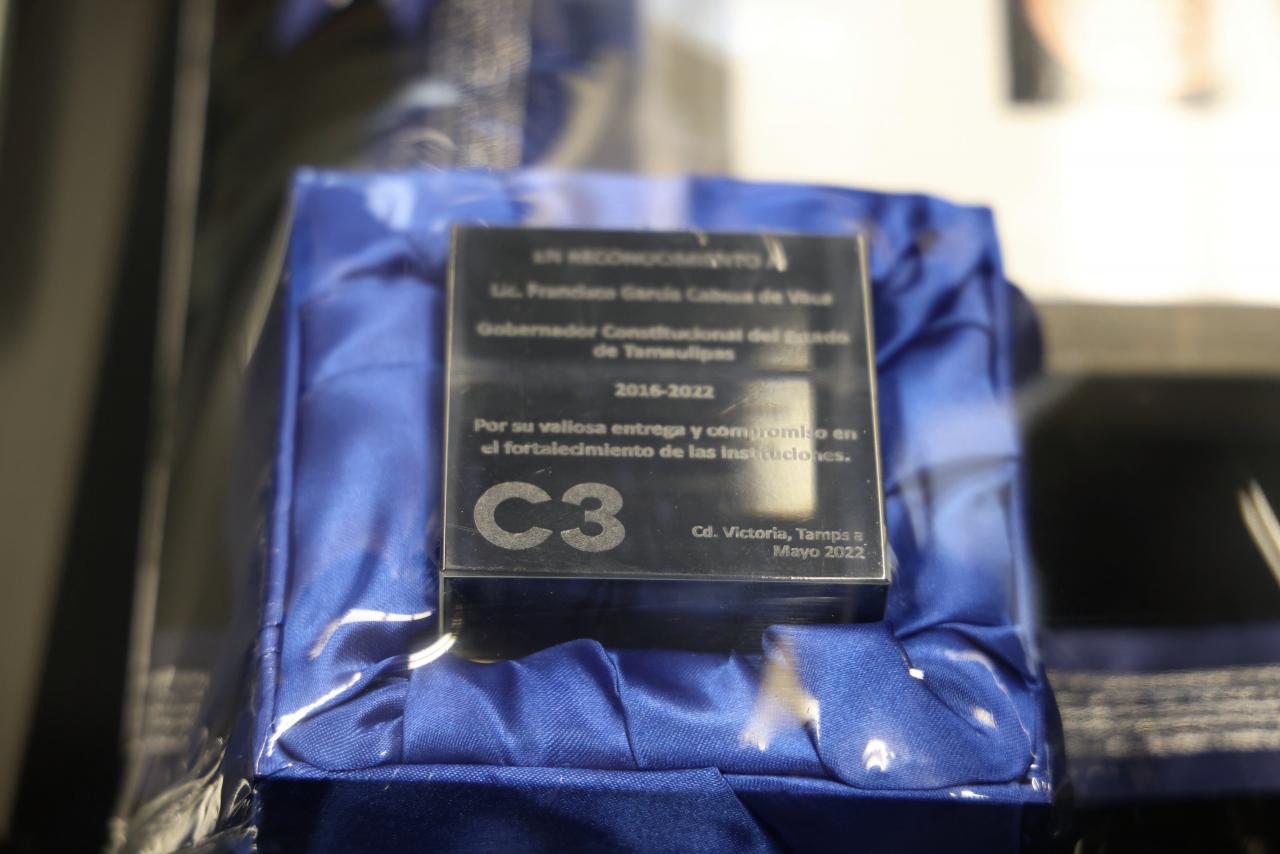 EN RECONOCIMIENTO A
Lic. Francisco García Cabeza de Vaca
Gobernador Constitucional del Estado
de Tamaulipas
2016-2022
Por su valiosa entrega y compromiso en
el fortalecimiento de las instituciones.
C3
Cd. Victoria, Tamps a
Mayo 2022